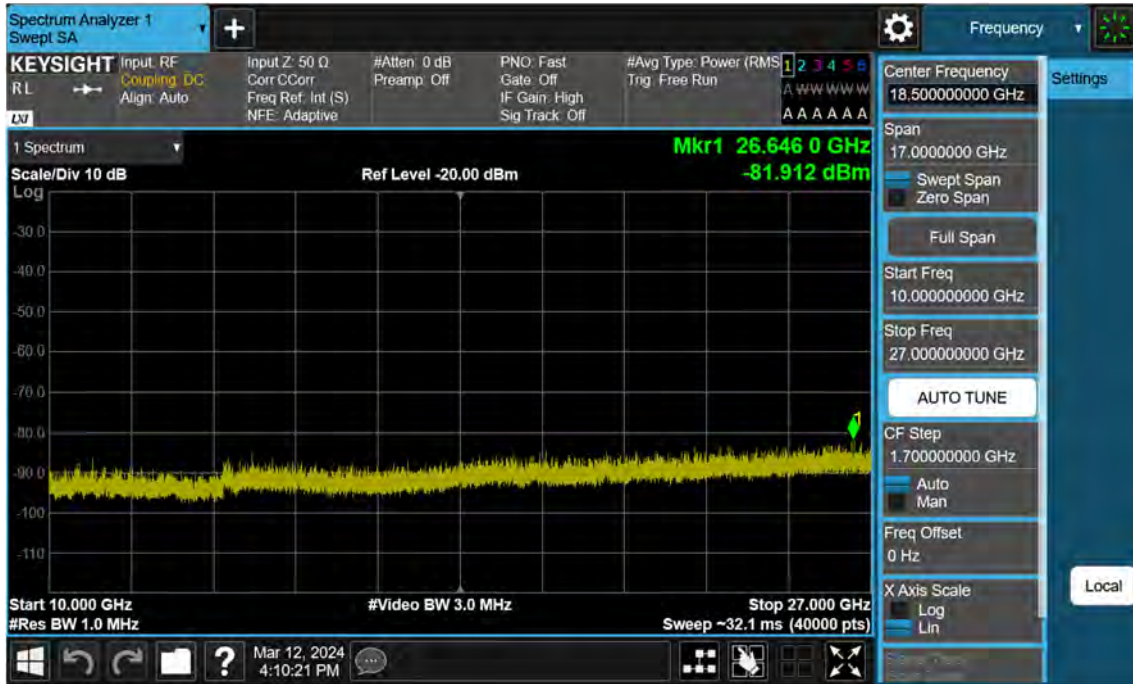 Spectrum Analyzer 1
Swept SA
+
Frequency
KEYSIGHT
RL
LXI
Input: RF
Coupling: DC
Align: Auto
Input Z: 50 Ω
Corr CCorr
Freq Ref: Int (S)
NFE: Adaptive
#Atten: 0 dB
Preamp: Off
PNO: Fast
Gate: Off
IF Gain: High
Sig Track: Off
#Avg Type: Power (RMS
Trig: Free Run
1 2 3 4 5 6
A W W W W W
A A A A A A
1 Spectrum
Scale/Div 10 dB
Ref Level -20.00 dBm
Mkr1 26.646 0 GHz
-81.912 dBm
Log
-30.0
-40.0
-50.0
-60.0
-70.0
-80.0
-90.0
-100
-110
1
Start 10.000 GHz
#Res BW 1.0 MHz
#Video BW 3.0 MHz
Stop 27.000 GHz
Sweep ~32.1 ms (40000 pts)
Center Frequency
18.500000000 GHz
Span
17.0000000 GHz
Swept Span
Zero Span
Full Span
Start Freq
10.000000000 GHz
Stop Freq
27.000000000 GHz
AUTO TUNE
CF Step
1.700000000 GHz
Auto
Man
Freq Offset
0 Hz
X Axis Scale
Log
Lin
Settings
Local
?
Mar 12, 2024
4:10:21 PM